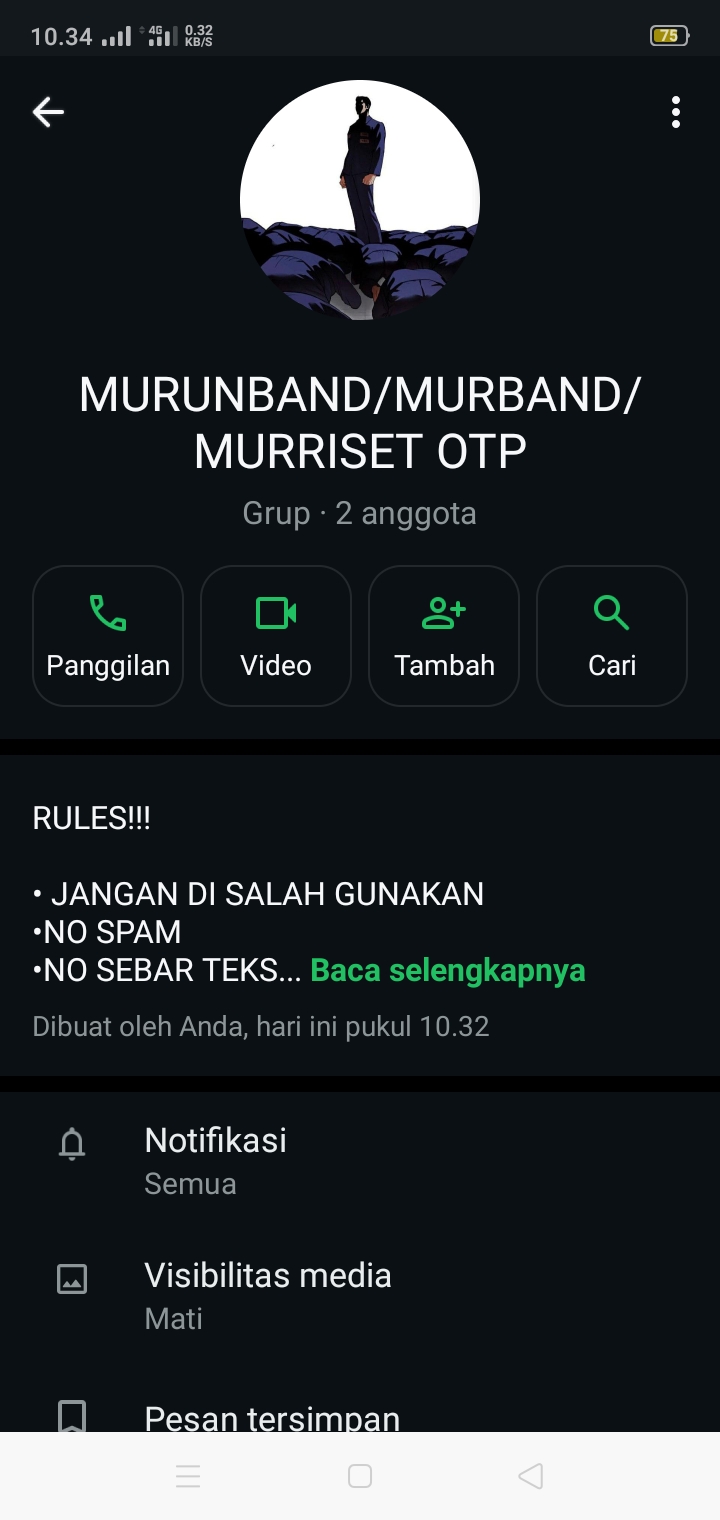 10.34 4G 0.32 KB/S 75
MURUNBAND/MURBAND/
MURRISET OTP
Grup · 2 anggota
Panggilan Video Tambah Cari
RULES!!!
• JANGAN DI SALAH GUNAKAN
•NO SPAM
•NO SEBAR TEKS... Baca selengkapnya
Dibuat oleh Anda, hari ini pukul 10.32
Notifikasi
Semua
Visibilitas media
Mati
Pesan tersimpan